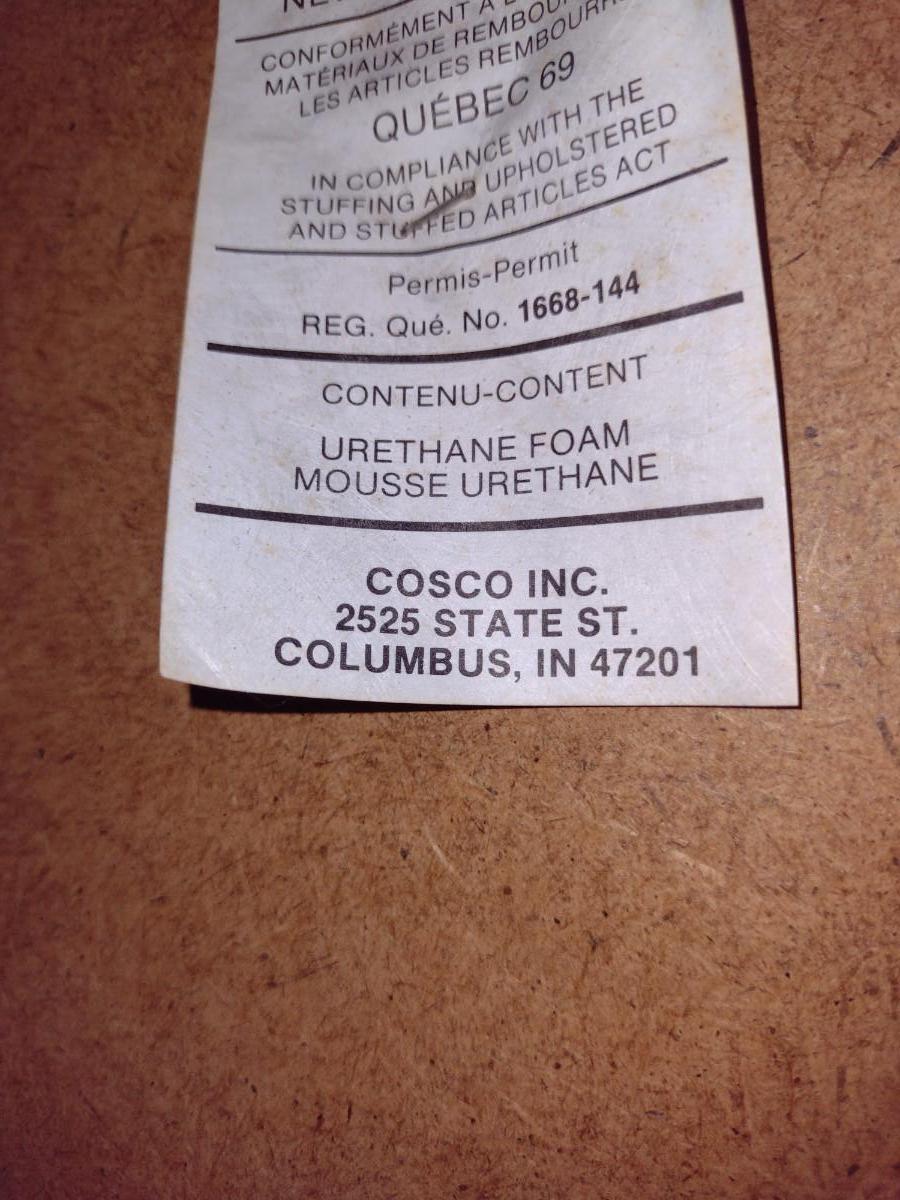 CONFORMÉMENT À
MATÉRIAUX DE
LES ARTICLES
QUÉBEC 69
IN COMPLIANCE WITH THE
STUFFING AND UPHOLSTERED
AND STUFFED ARTICLES ACT
Permis-Permit
REG. Qué. No. 1668-144
CONTENU-CONTENT
URETHANE FOAM
MOUSSE URETHANE
COSCO INC.
2525 STATE ST.
COLUMBUS, IN 47201